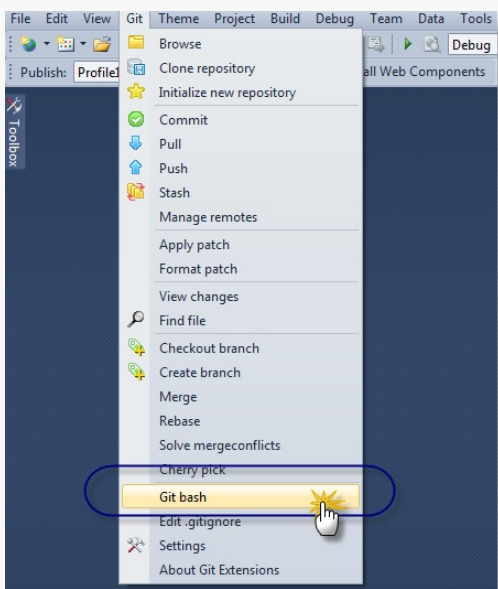 File Edit View Git Theme Project Build Debug Team Data Tools
Debug
Publish: Profile1 all Web Components
Toolbox
Browse
Clone repository
Initialize new repository
Commit
Pull
Push
Stash
Manage remotes
Apply patch
Format patch
View changes
Find file
Checkout branch
Create branch
Merge
Rebase
Solve mergeconflicts
Cherry pick
Git bash
Edit .gitignore
Settings
About Git Extensions